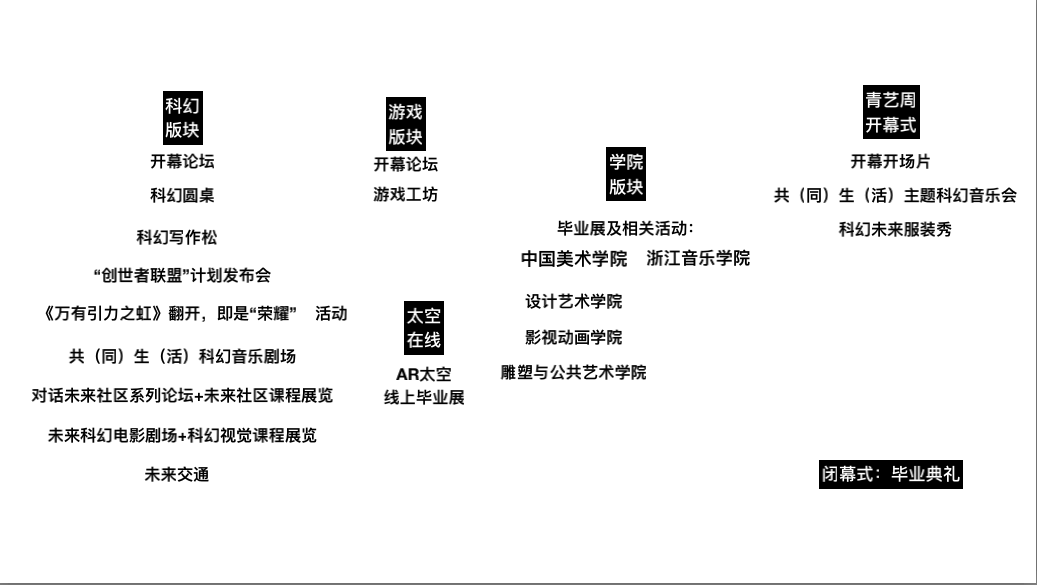 科幻
版块
开幕论坛
科幻圆桌
科幻写作松
“创世者联盟”计划发布会
《万有引力之虹》翻开，即是“荣耀” 活动
共（同）生（活）科幻音乐剧场
对话未来社区系列论坛+未来社区课程展览
未来科幻电影剧场+科幻视觉课程展览
未来交通
游戏
版块
开幕论坛
游戏工坊
太空
在线
AR太空
线上毕业展
学院
版块
毕业展及相关活动：
中国美术学院 浙江音乐学院
设计艺术学院
影视动画学院
雕塑与公共艺术学院
青艺周
开幕式
开幕开场片
共（同）生（活）主题科幻音乐会
科幻未来服装秀
闭幕式：毕业典礼